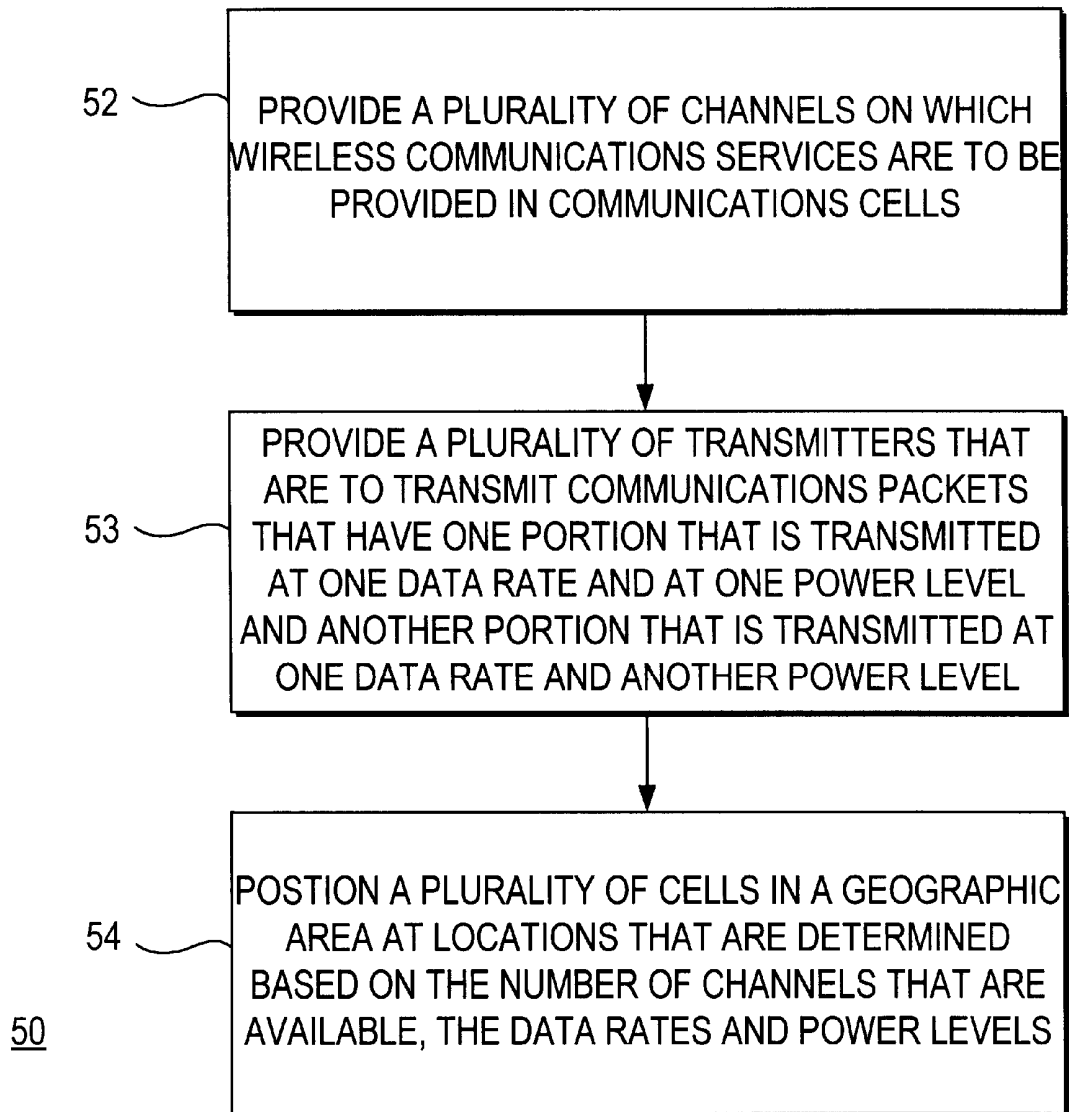 52
PROVIDE A PLURALITY OF CHANNELS ON WHICH
WIRELESS COMMUNICATIONS SERVICES ARE TO BE
PROVIDED IN COMMUNICATIONS CELLS
53
PROVIDE A PLURALITY OF TRANSMITTERS THAT
ARE TO TRANSMIT COMMUNICATIONS PACKETS
THAT HAVE ONE PORTION THAT IS TRANSMITTED
AT ONE DATA RATE AND AT ONE POWER LEVEL
AND ANOTHER PORTION THAT IS TRANSMITTED AT
ONE DATA RATE AND ANOTHER POWER LEVEL
54
POSTION A PLURALITY OF CELLS IN A GEOGRAPHIC
AREA AT LOCATIONS THAT ARE DETERMINED
BASED ON THE NUMBER OF CHANNELS THAT ARE
AVAILABLE, THE DATA RATES AND POWER LEVELS
50